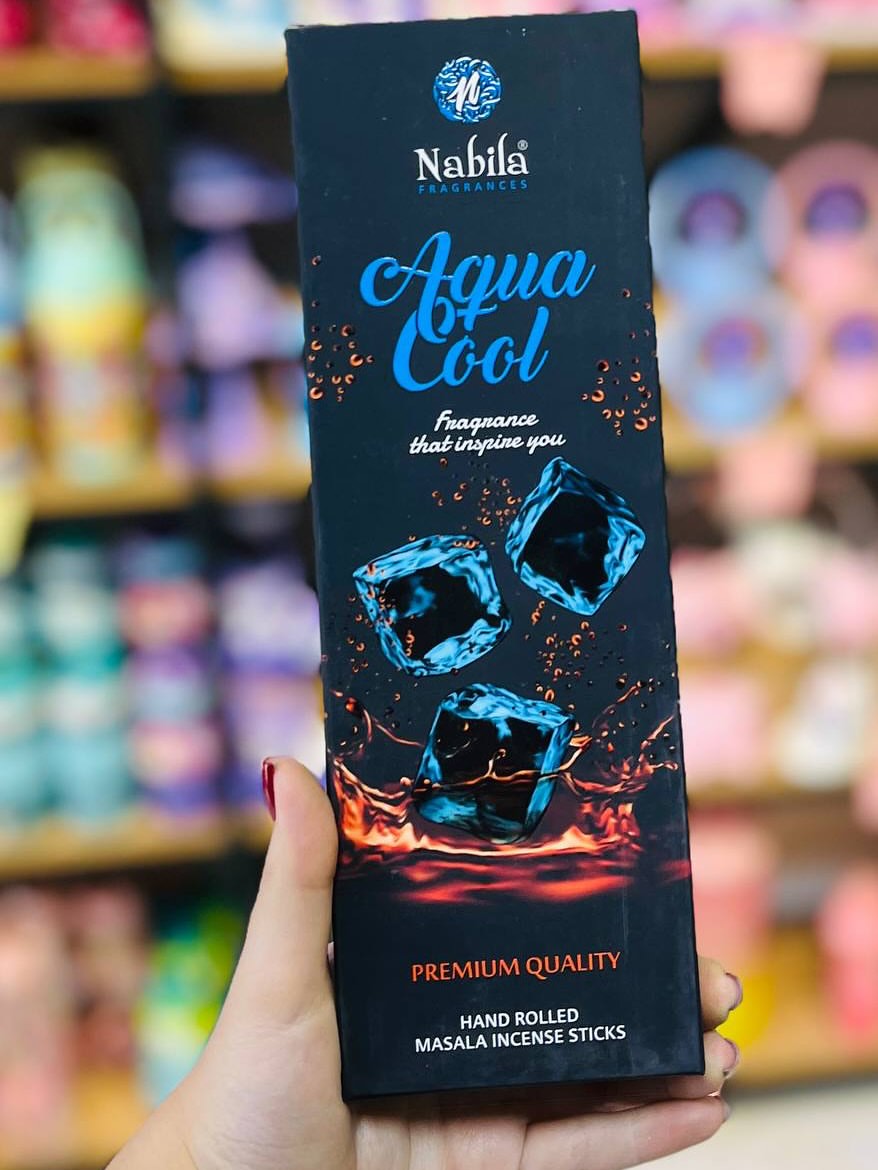 Nabila®
FRAGRANCES
Aqua
Cool
Fragrance
that inspire you
PREMIUM QUALITY
HAND ROLLED
MASALA INCENSE STICKS